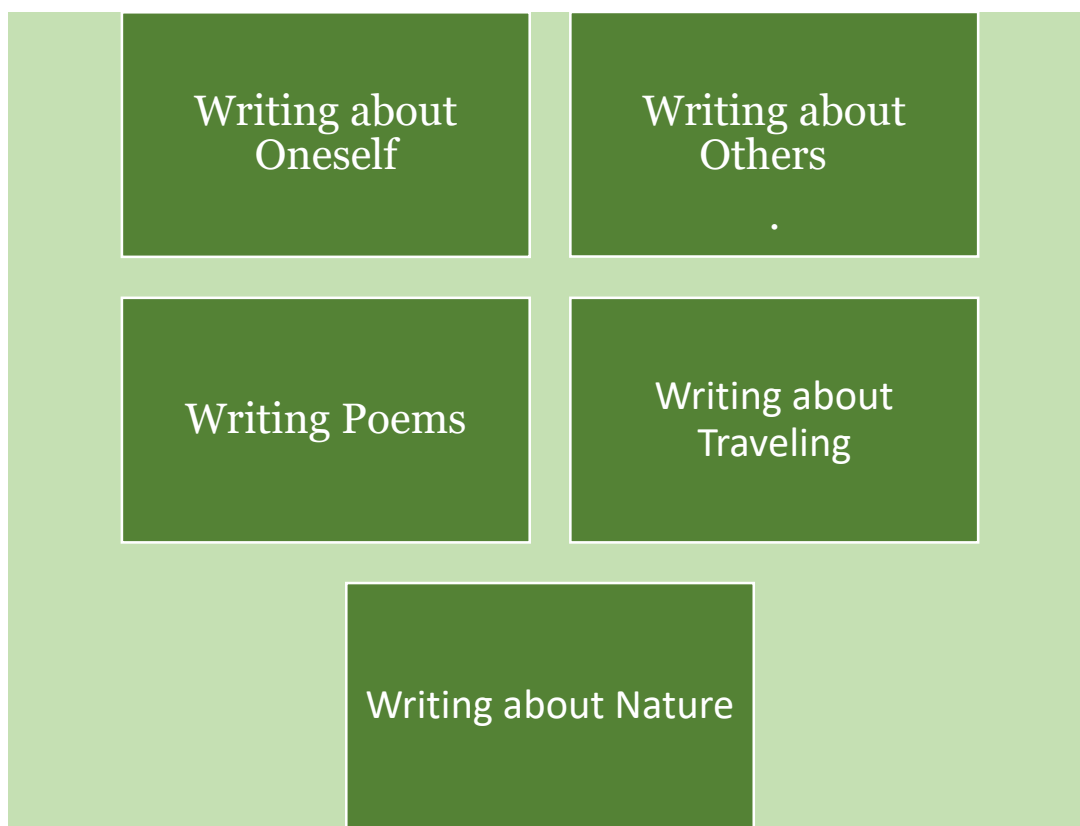 Writing about
Oneself
Writing about
Others
.
Writing Poems
Writing about
Traveling
Writing about Nature